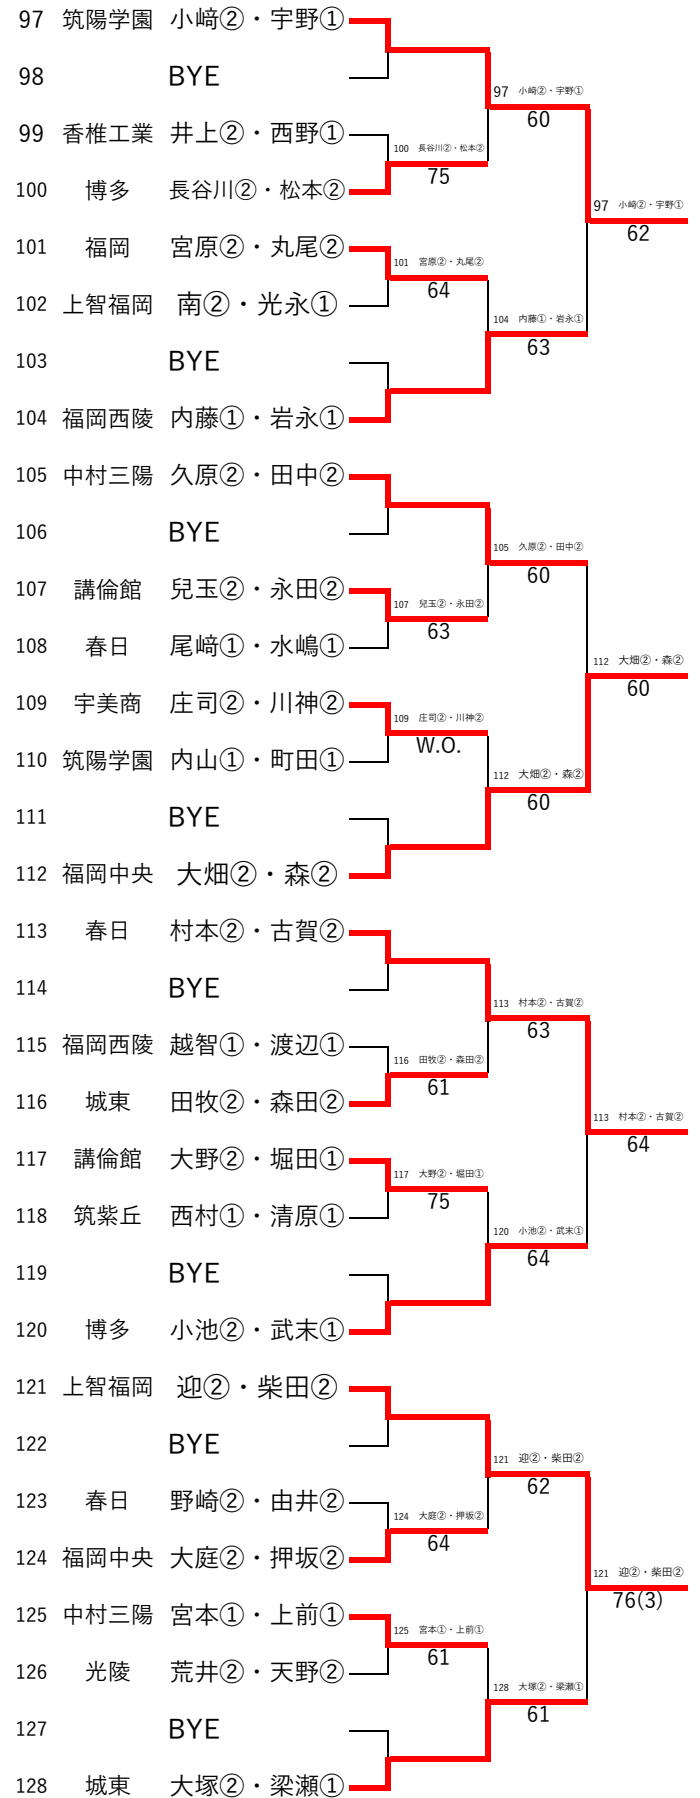 97 筑陽学園 小﨑②・宇野①
98 BYE
97 小﨑②・宇野①
60
99 香椎工業 井上②・西野①
100 長谷川②・松本②
75
100 博多 長谷川②・松本②
97 小﨑②・宇野①
62
101 福岡 宮原②・丸尾②
101 宮原②・丸尾②
64
102 上智福岡 南②・光永①
104 内藤①・岩永①
63
103 BYE
104 福岡西陵 内藤①・岩永①
105 中村三陽 久原②・田中②
106 BYE
105 久原②・田中②
60
107 講倫館 兒玉②・永田②
107 兒玉②・永田②
63
108 春日 尾﨑①・水嶋①
112 大畑②・森②
60
109 宇美商 庄司②・川神②
109 庄司②・川神②
W.O.
110 筑陽学園 内山①・町田①
112 大畑②・森②
60
111 BYE
112 福岡中央 大畑②・森②
113 春日 村本②・古賀②
114 BYE
113 村本②・古賀②
63
115 福岡西陵 越智①・渡辺①
116 田牧②・森田②
61
116 城東 田牧②・森田②
113 村本②・古賀②
64
117 講倫館 大野②・堀田①
117 大野②・堀田①
75
118 筑紫丘 西村①・清原①
120 小池②・武末①
64
119 BYE
120 博多 小池②・武末①
121 上智福岡 迎②・柴田②
122 BYE
121 迎②・柴田②
62
123 春日 野崎②・由井②
124 大庭②・押坂②
64
124 福岡中央 大庭②・押坂②
121 迎②・柴田②
76(3)
125 中村三陽 宮本①・上前①
125 宮本①・上前①
61
126 光陵 荒井②・天野②
128 大塚②・梁瀬①
61
127 BYE
128 城東 大塚②・梁瀬①